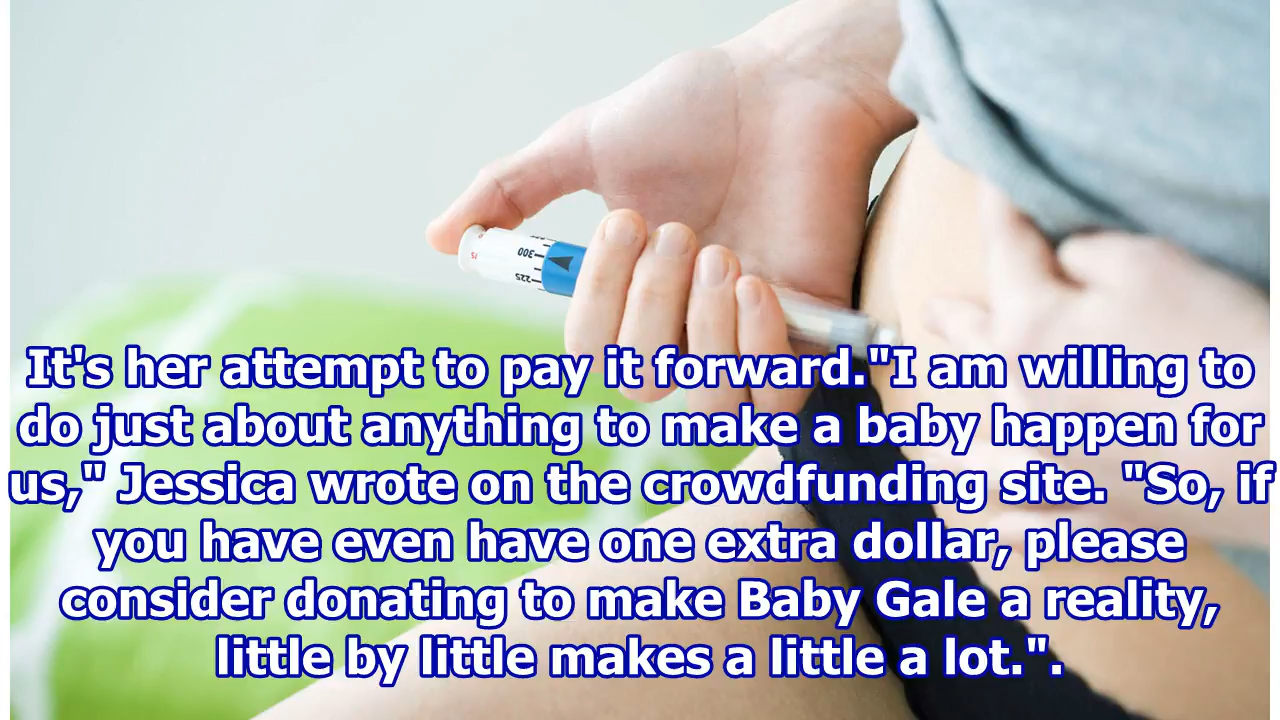 300
225
It's her attempt to pay it forward."I am willing to
do just about anything to make a baby happen for
us," Jessica wrote on the crowdfunding site. "So, if
you have even have one extra dollar, please
consider donating to make Baby Gale a reality,
little by little makes a little a lot.".